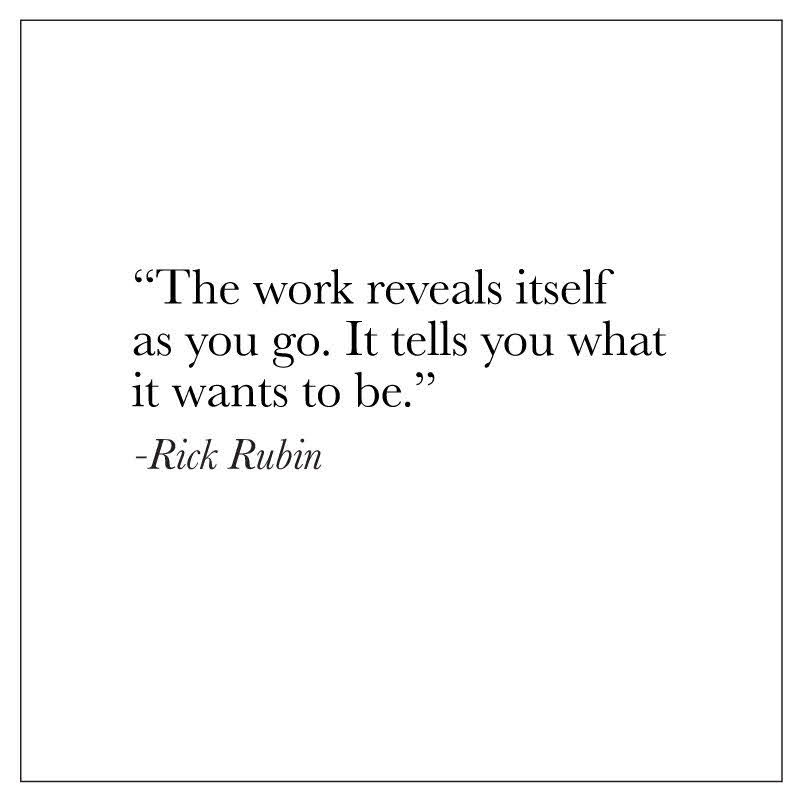 “The work reveals itself
as you go. It tells you what
it wants to be.”
-Rick Rubin